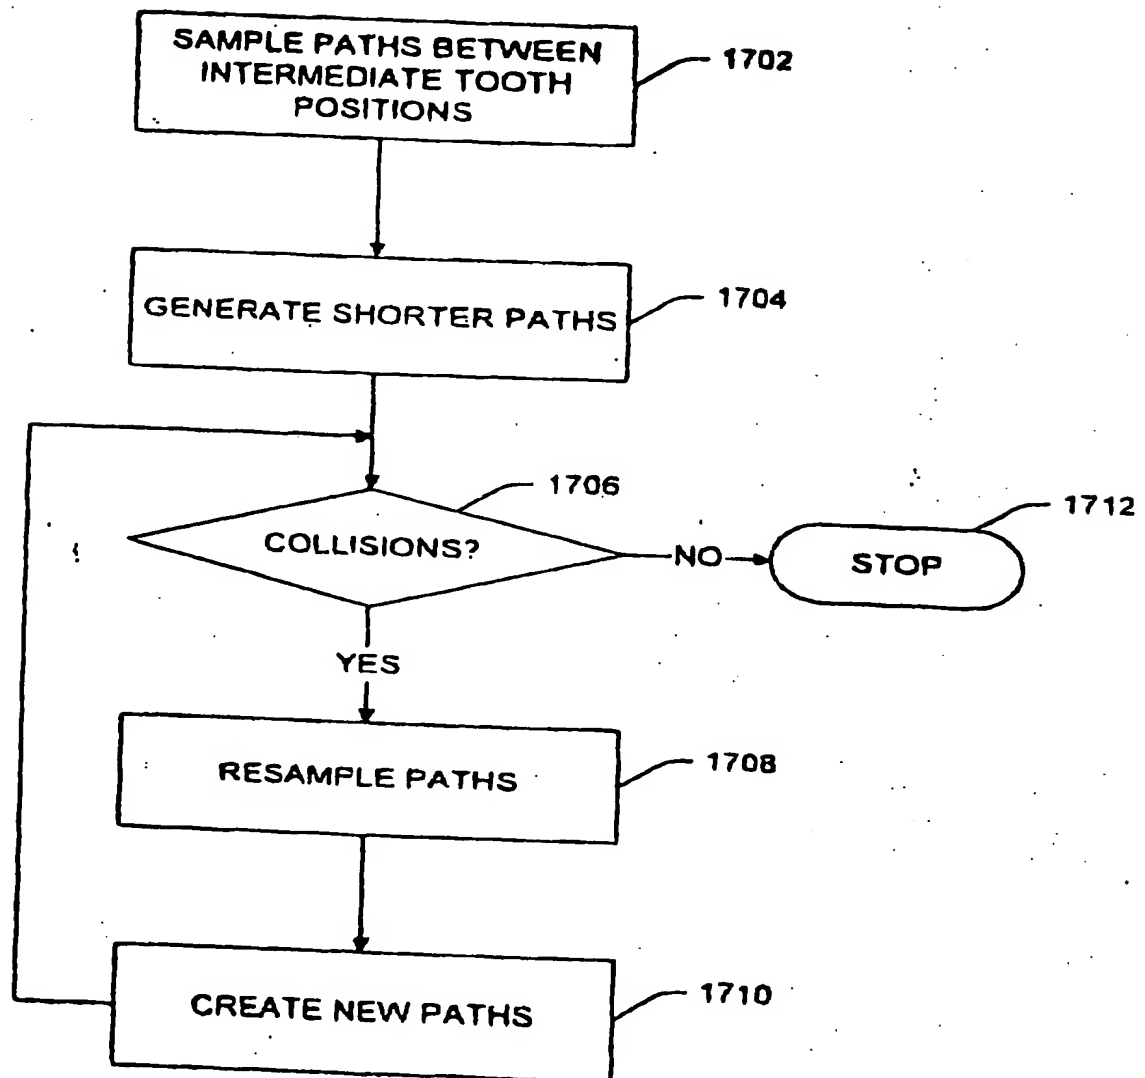 SAMPLE PATHS BETWEEN
INTERMEDIATE TOOTH
POSITIONS
1702
GENERATE SHORTER PATHS
1704
COLLISIONS?
1706
NO
STOP
1712
YES
RESAMPLE PATHS
1708
CREATE NEW PATHS
1710